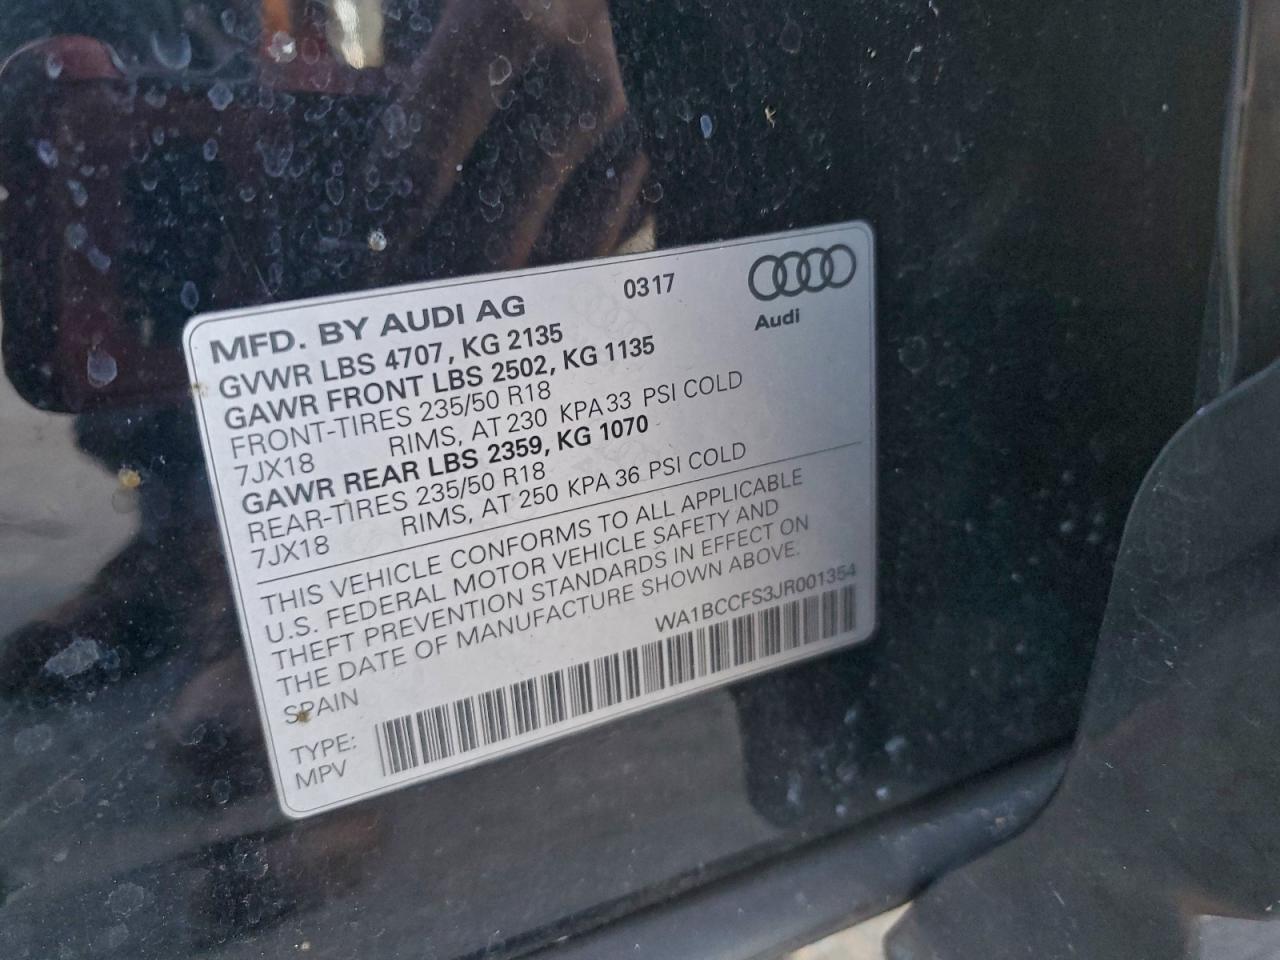 MFD. BY AUDI AG 0317
Audi
GVWR LBS 4707, KG 2135
GAWR FRONT LBS 2502, KG 1135
FRONT-TIRES 235/50 R18
7JX18 RIMS, AT 230 KPA 33 PSI COLD
GAWR REAR LBS 2359, KG 1070
REAR-TIRES 235/50 R18
7JX18 RIMS, AT 250 KPA 36 PSI COLD
THIS VEHICLE CONFORMS TO ALL APPLICABLE
U.S. FEDERAL MOTOR VEHICLE SAFETY AND
THEFT PREVENTION STANDARDS IN EFFECT ON
THE DATE OF MANUFACTURE SHOWN ABOVE.
SPAIN WA1BCCFS3JR001354
TYPE:
MPV